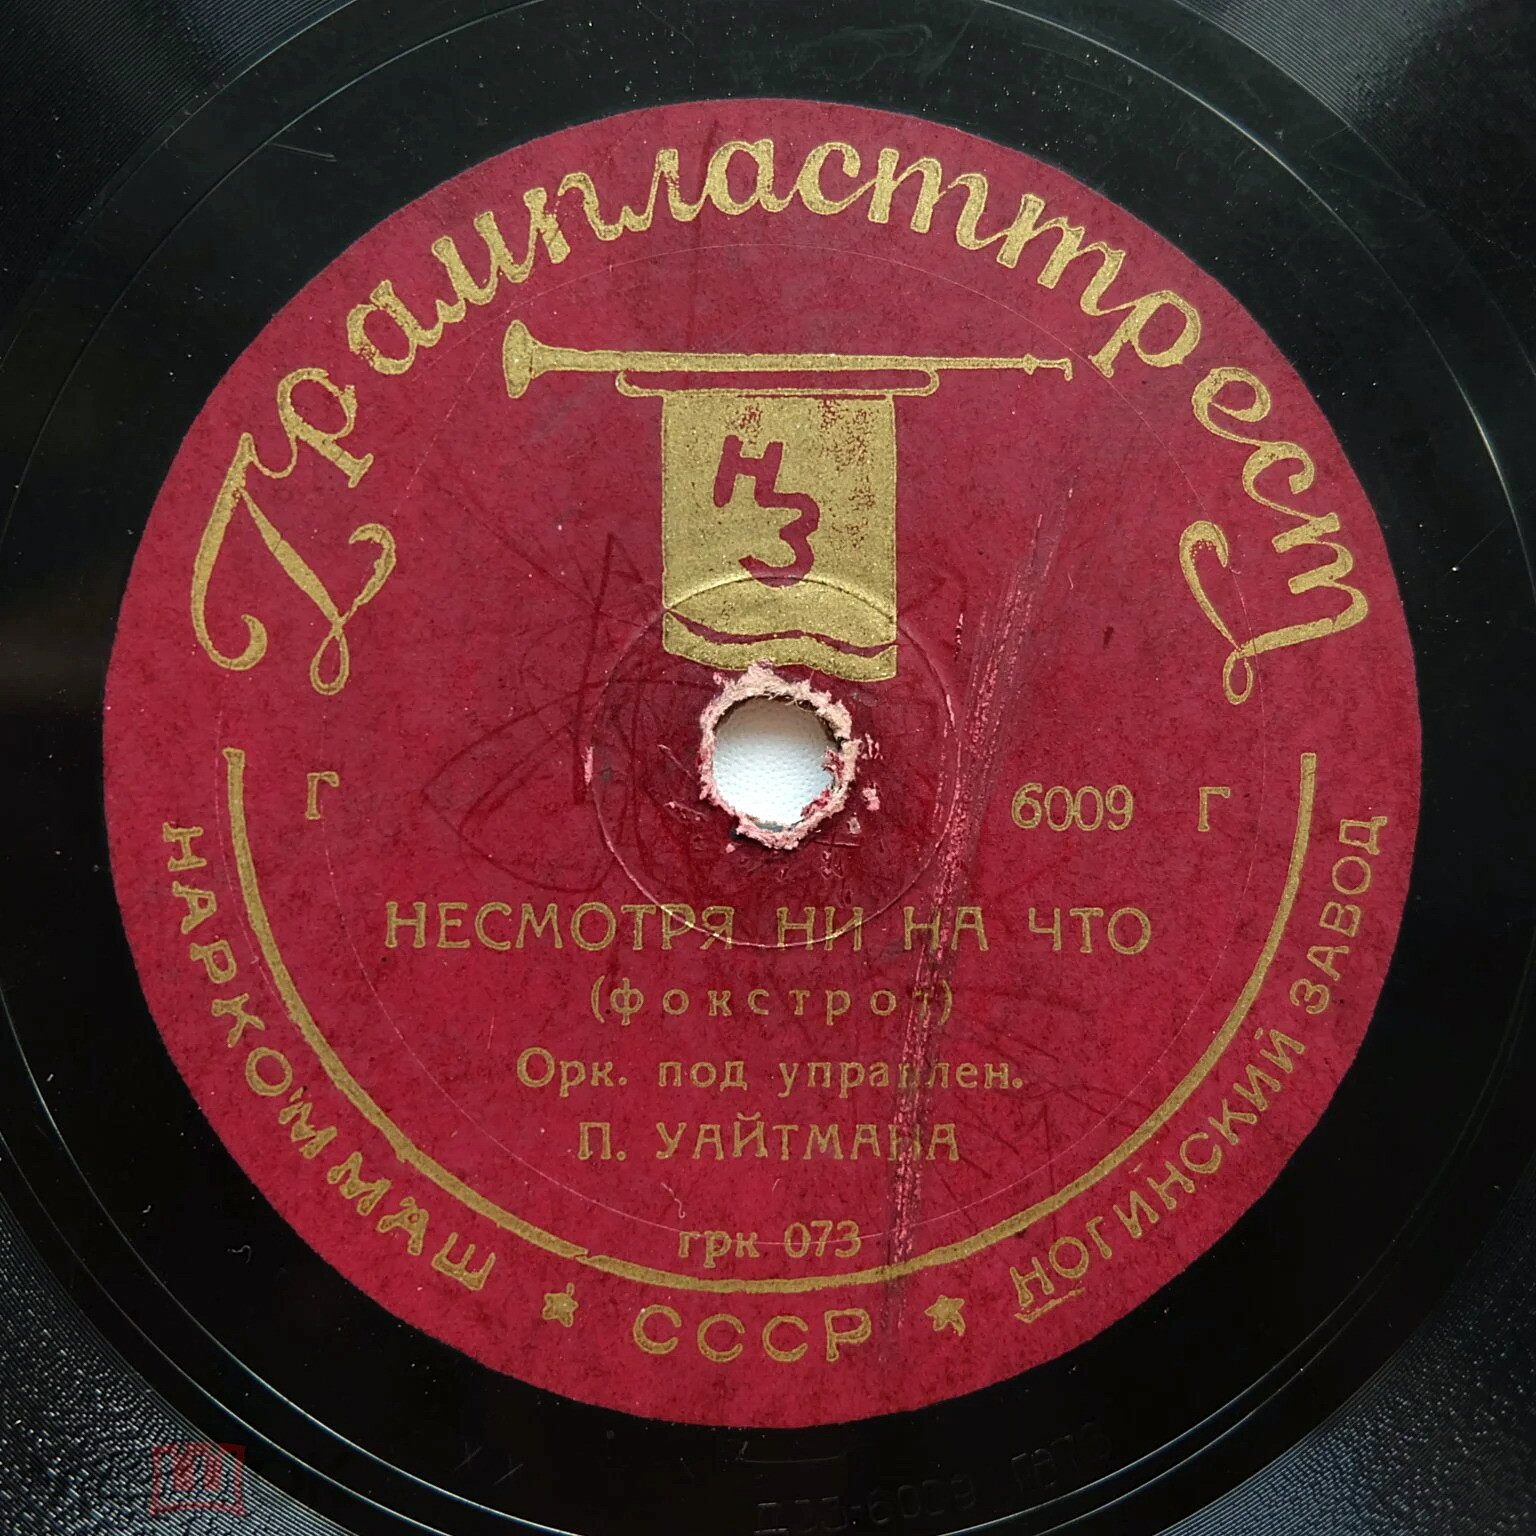 Грампласттрест
НЗ
Г 6009 Г
НЕСМОТРЯ НИ НА ЧТО
(фокстрот)
Орк. под управлен.
П. УАЙТМАНА
грк 073
НАРКОММАШ ★ СССР ★ НОГИНСКИЙ ЗАВОД